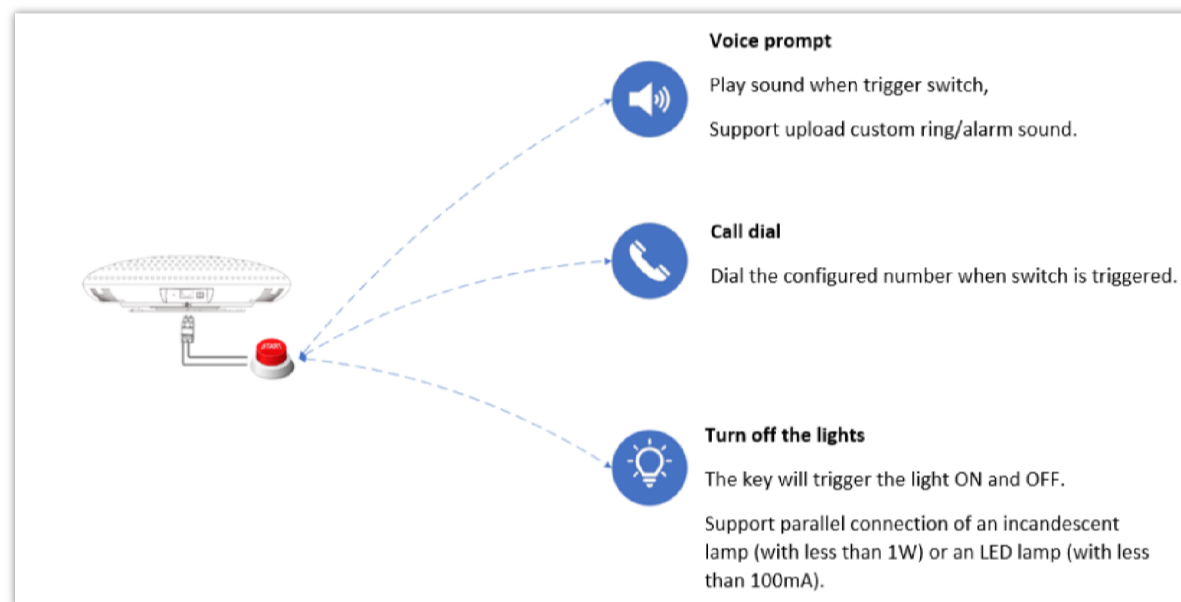 Voice prompt
Play sound when trigger switch,
Support upload custom ring/alarm sound.
Call dial
Dial the configured number when switch is triggered.
START
Turn off the lights
The key will trigger the light ON and OFF.
Support parallel connection of an incandescent
lamp (with less than 1W) or an LED lamp (with less
than 100mA).